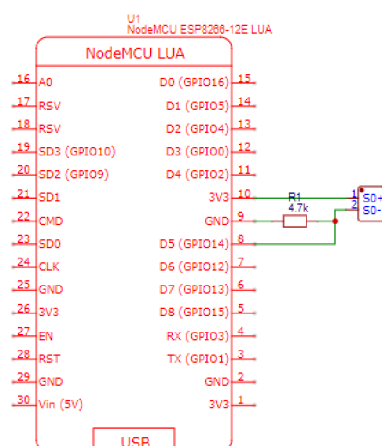 U1
NodeMCU ESP8266-12E LUA
NodeMCU LUA
16 A0 D0 (GPIO16) 15
17 RSV D1 (GPIO5) 14
18 RSV D2 (GPIO4) 13
19 SD3 (GPIO10) D3 (GPIO0) 12
20 SD2 (GPIO9) D4 (GPIO2) 11
21 SD1 3V3 10 R1 1 S0+
22 CMD GND 9 4.7k 2 S0-
23 SD0 D5 (GPIO14) 8
24 CLK D6 (GPIO12) 7
25 GND D7 (GPIO13) 6
26 3V3 D8 (GPIO15) 5
27 EN RX (GPIO3) 4
28 RST TX (GPIO1) 3
29 GND GND 2
30 Vin (5V) 3V3 1
USB